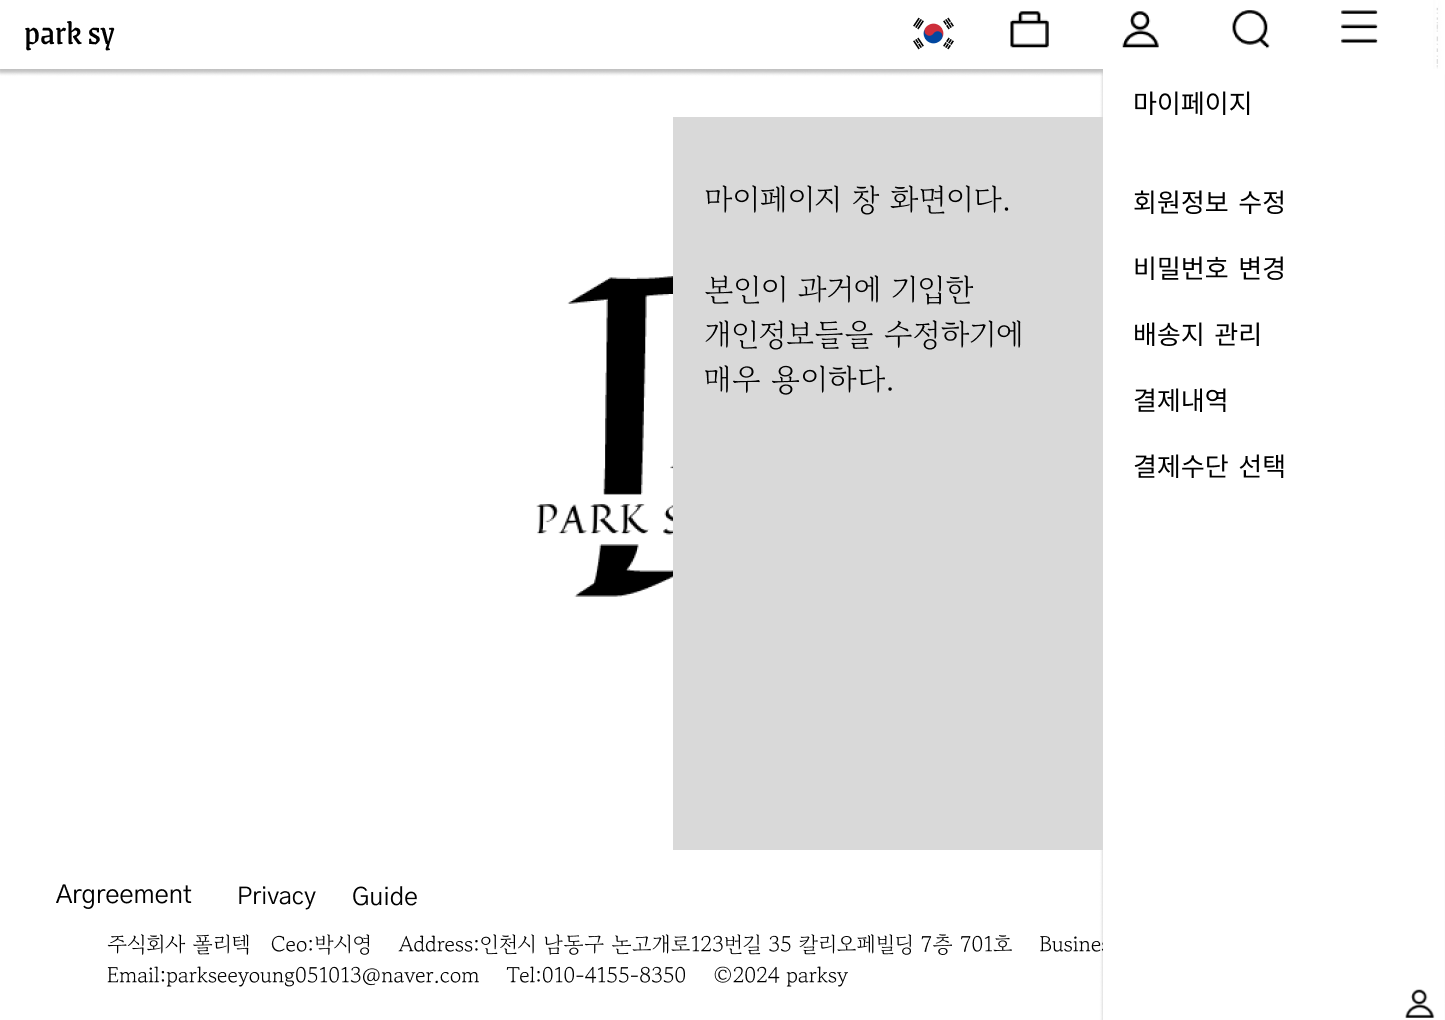 park sy
마이페이지
회원정보 수정
비밀번호 변경
배송지 관리
결제내역
결제수단 선택
마이페이지 창 화면이다.
본인이 과거에 기입한
개인정보들을 수정하기에
매우 용이하다.
PARK S
Argreement Privacy Guide
주식회사 폴리텍 Ceo:박시영 Address:인천시 남동구 논고개로123번길 35 칼리오페빌딩 7층 701호 Busines
Email:parkseeyoung051013@naver.com Tel:010-4155-8350 ©2024 parksy